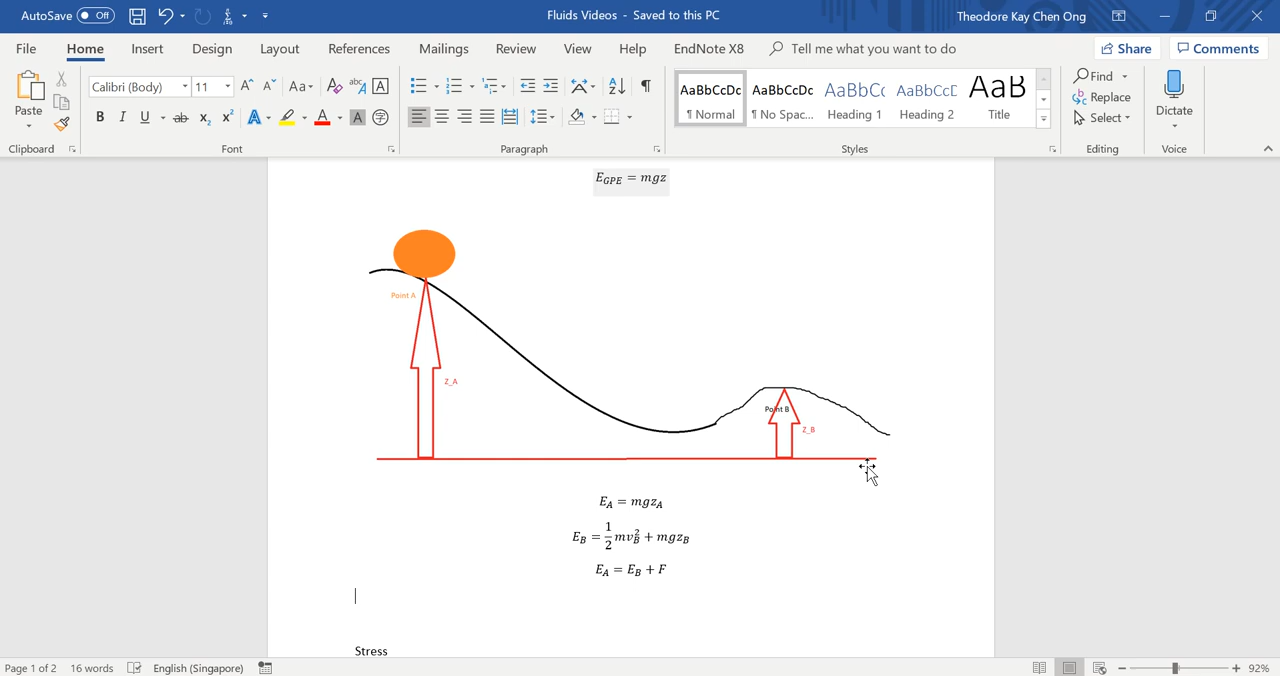 AutoSave Off
Fluids Videos - Saved to this PC
Theodore Kay Chen Ong
File Home Insert Design Layout References Mailings Review View Help EndNote X8 Tell me what you want to do Share Comments
Paste
Clipboard
Calibri (Body) 11
Font
Paragraph
AaBbCcDc AaBbCcDc AaBbC AaBbCcD AaB
¶ Normal ¶ No Spac... Heading 1 Heading 2 Title
Styles
Find
Replace
Select
Editing
Dictate
Voice
E_GPE = mgz
Point A
Z_A
Point B
Z_B
E_A = mgz_A
E_B = 1/2 mv_B^2 + mgz_B
E_A = E_B + F
Stress
Page 1 of 2 16 words English (Singapore) 92%